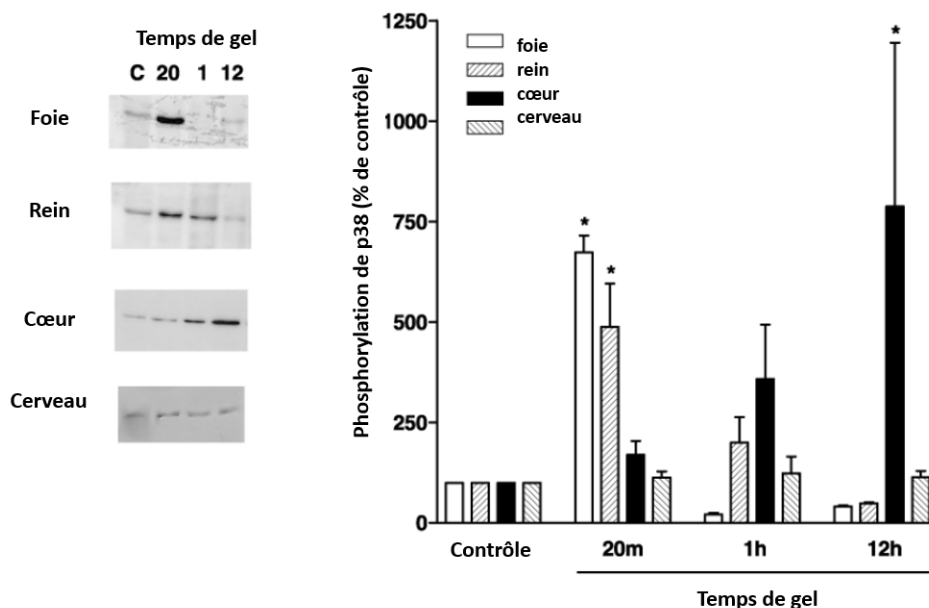 Temps de gel
C 20 1 12
Foie
Rein
Cœur
Cerveau
Phosphorylation de p38 (% de contrôle)
1250
1000
750
500
250
0
foie
rein
cœur
cerveau
*
*
*
Contrôle 20m 1h 12h
Temps de gel